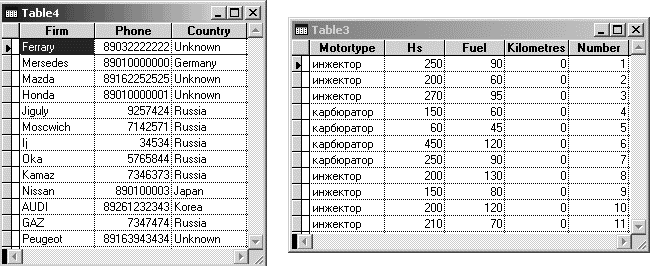 Table4
Firm Phone Country
Ferrary 89032222222 Unknown
Mersedes 89010000000 Germany
Mazda 89162252525 Unknown
Honda 89010000001 Unknown
Jiguly 9257424 Russia
Moscwich 7142571 Russia
Ij 34534 Russia
Oka 5765844 Russia
Kamaz 7346373 Russia
Nissan 890100003 Japan
AUDI 89261232343 Korea
GAZ 7347474 Russia
Peugeot 89163943434 Unknown
Table3
Motortype Hs Fuel Kilometres Number
инжектор 250 90 0 1
инжектор 200 60 0 2
инжектор 270 95 0 3
карбюратор 150 60 0 4
карбюратор 60 45 0 5
карбюратор 450 120 0 6
карбюратор 250 90 0 7
инжектор 200 130 0 8
инжектор 150 80 0 9
инжектор 200 120 0 10
инжектор 210 70 0 11